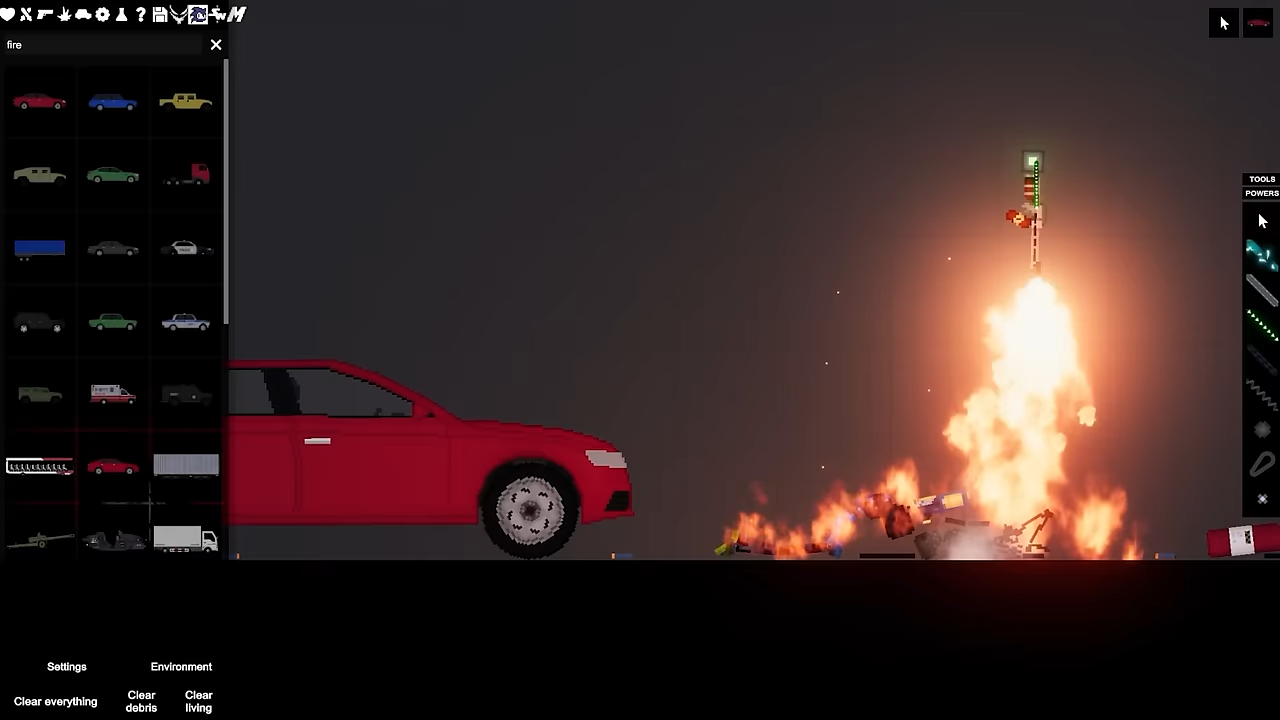 fire
TOOLS
POWERS
Settings
Environment
Clear everything
Clear debris
Clear living